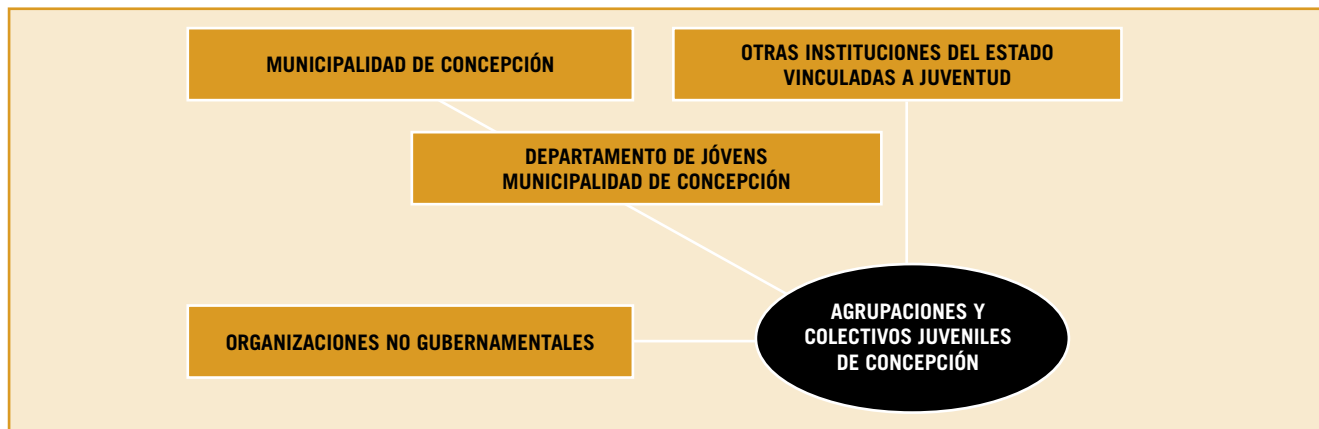 MUNICIPALIDAD DE CONCEPCIÓN
OTRAS INSTITUCIONES DEL ESTADO
VINCULADAS A JUVENTUD
DEPARTAMENTO DE JÓVENS
MUNICIPALIDAD DE CONCEPCIÓN
ORGANIZACIONES NO GUBERNAMENTALES
AGRUPACIONES Y
COLECTIVOS JUVENILES
DE CONCEPCIÓN